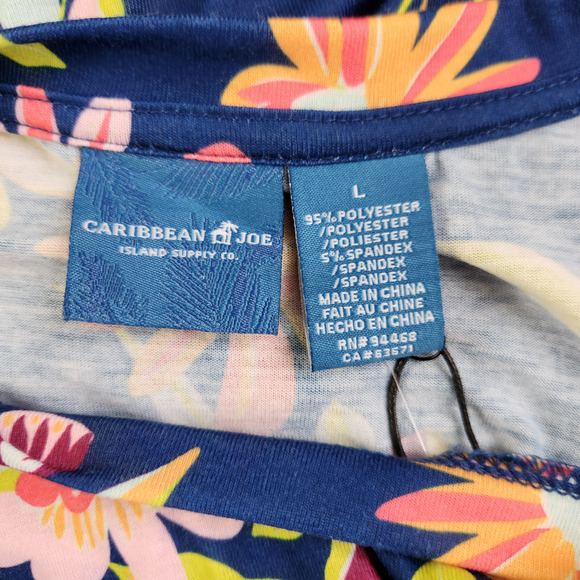 CARIBBEAN JOE
ISLAND SUPPLY CO.
L
95% POLYESTER
/POLYESTER
/POLIESTER
5% SPANDEX
/SPANDEX
/SPANDEX
MADE IN CHINA
FAIT AU CHINE
HECHO EN CHINA
RN# 94468
CA# 63671